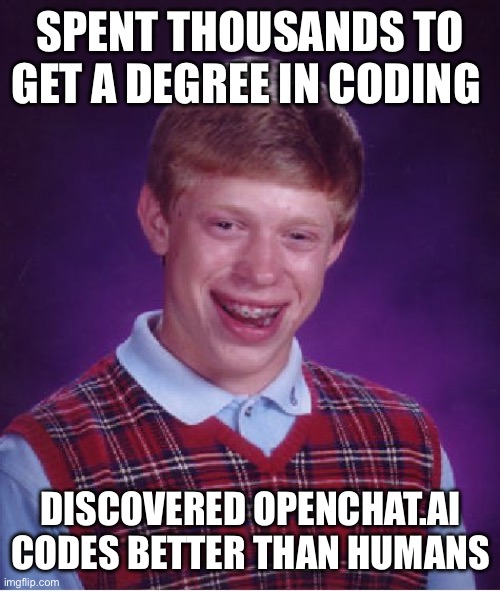 SPENT THOUSANDS TO
GET A DEGREE IN CODING
DISCOVERED OPENCHAT.AI
CODES BETTER THAN HUMANS
imgflip.com